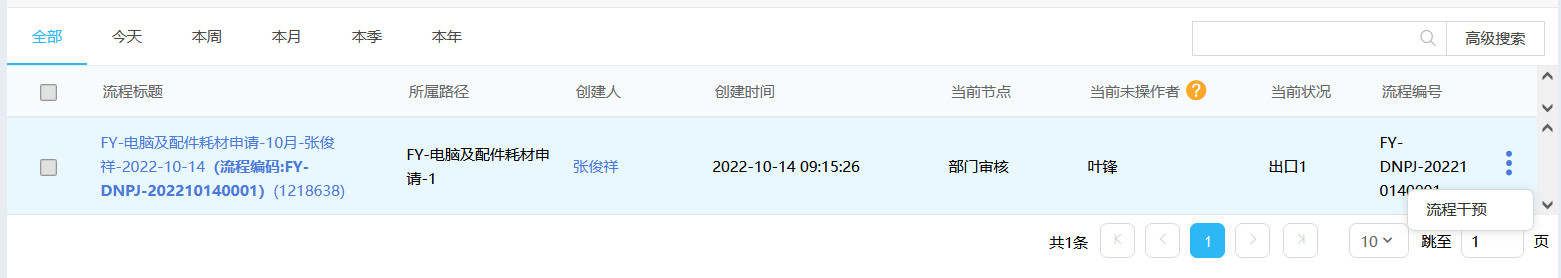 全部 今天 本周 本月 本季 本年 高级搜索
流程标题 所属路径 创建人 创建时间 当前节点 当前未操作者 ? 当前状况 流程编号
FY-电脑及配件耗材申请-10月-张俊
祥-2022-10-14（流程编码:FY-
DNPJ-202210140001）(1218638)
FY-电脑及配件耗材申
请-1
张俊祥
2022-10-14 09:15:26
部门审核
叶锋
出口1
FY-
DNPJ-20221
0140001
流程干预
共1条 1 10 跳至 1 页